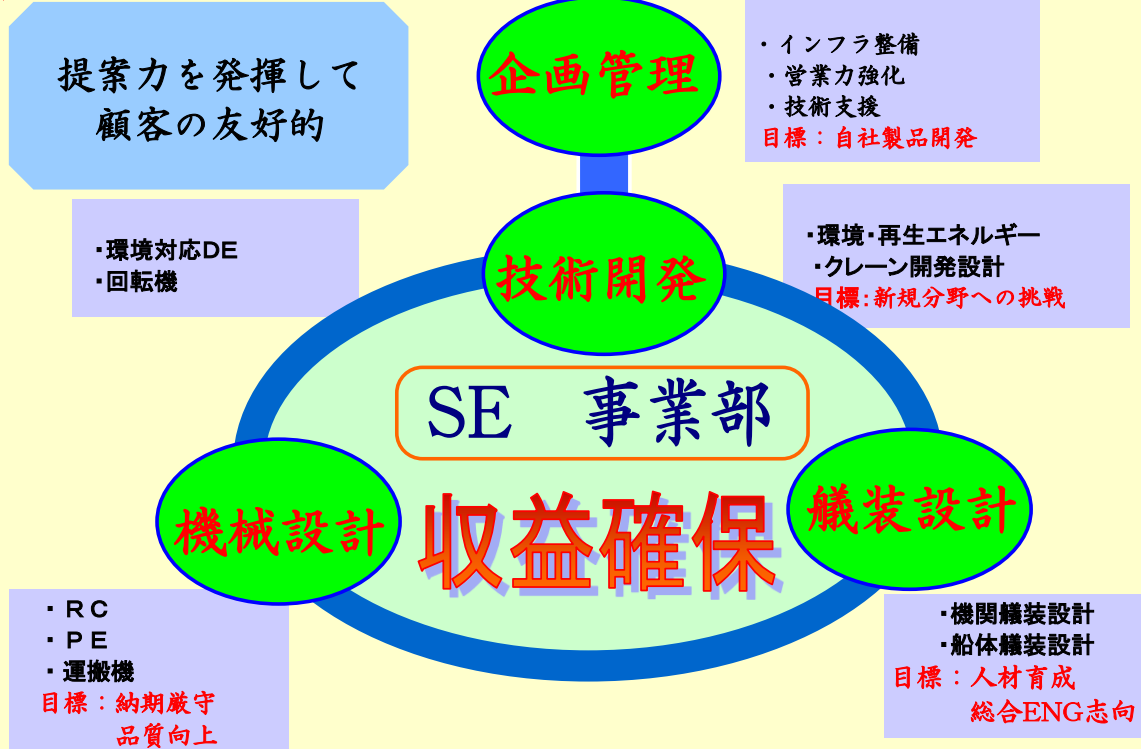 提案力を発揮して
顧客の友好的
企画管理
・インフラ整備
・営業力強化
・技術支援
目標：自社製品開発
・環境対応DE
・回転機
技術開発
・環境・再生エネルギー
・クレーン開発設計
目標：新規分野への挑戦
SE 事業部
収益確保
機械設計
艤装設計
・ＲＣ
・ＰＥ
・運搬機
目標：納期厳守
品質向上
・機関艤装設計
・船体艤装設計
目標：人材育成
総合ENG志向